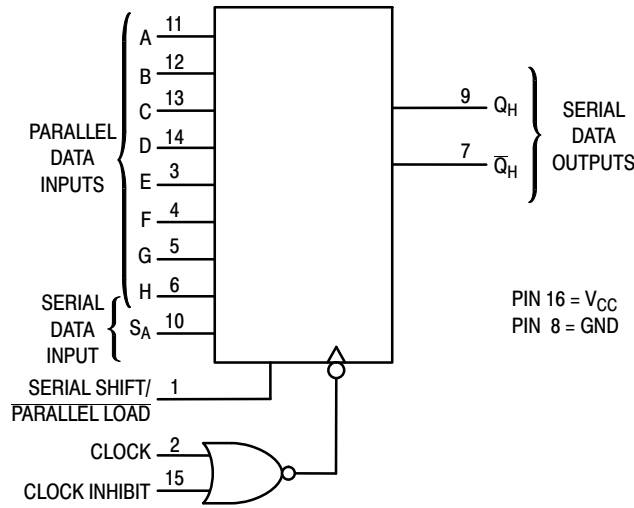 PARALLEL
DATA
INPUTS
A 11
B 12
C 13
D 14
E 3
F 4
G 5
H 6
SERIAL
DATA
INPUT
SA 10
SERIAL SHIFT/ 1
PARALLEL LOAD
CLOCK 2
CLOCK INHIBIT 15
9 QH
7 Q̅H
SERIAL
DATA
OUTPUTS
PIN 16 = VCC
PIN 8 = GND